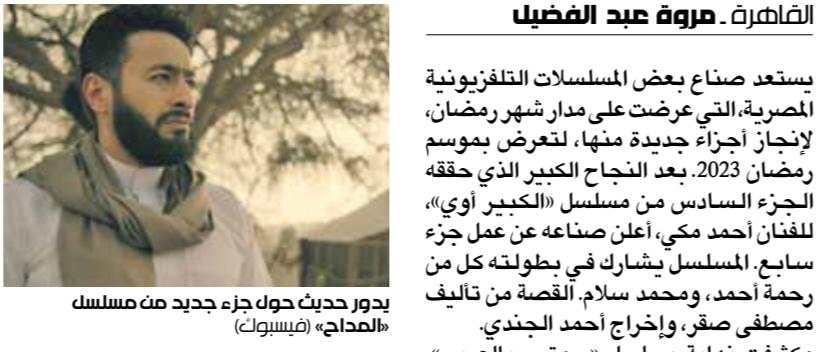 القاهرة ـ مروة عبد الفضيل
يستعد صناع بعض المسلسلات التلفزيونية
المصرية، التي عرضت على مدار شهر رمضان،
لإنجاز أجزاء جديدة منها، لتعرض بموسم
رمضان 2023. بعد النجاح الكبير الذي حققه
الجزء السادس من مسلسل «الكبير أوي»،
للفنان أحمد مكي، أعلن صناعه عن عمل جزء
سابع. المسلسل يشارك في بطولته كل من
رحمة أحمد، ومحمد سلام. القصة من تأليف
مصطفى صقر، وإخراج أحمد الجندي.
يدور حديث حول جزء جديد من مسلسل
«المداح» (فيسبوك)